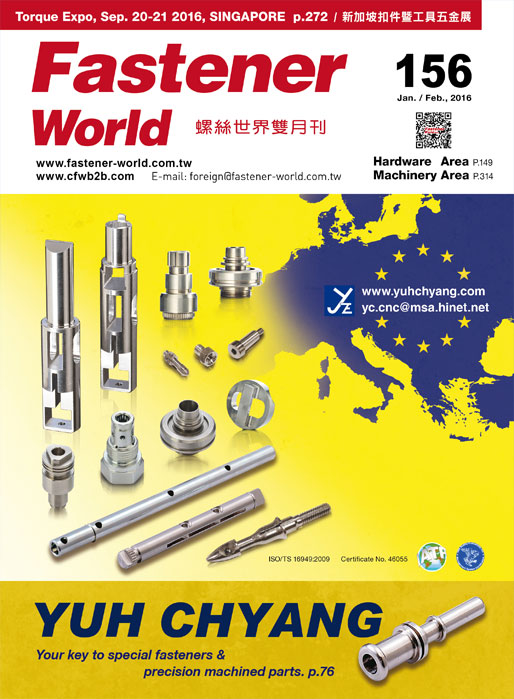 Torque Expo, Sep. 20-21 2016, SINGAPORE p.272 / 新加坡扣件暨工具五金展
Fastener
World 螺絲世界雙月刊
156
Jan. / Feb., 2016
www.fastener-world.com.tw
www.cfwb2b.com E-mail: foreign@fastener-world.com.tw
Hardware Area P.149
Machinery Area P.314
www.yuhchyang.com
yc.cnc@msa.hinet.net
ISO/TS 16949:2009 Certificate No. 46055
YUH CHYANG
Your key to special fasteners &
precision machined parts. p.76